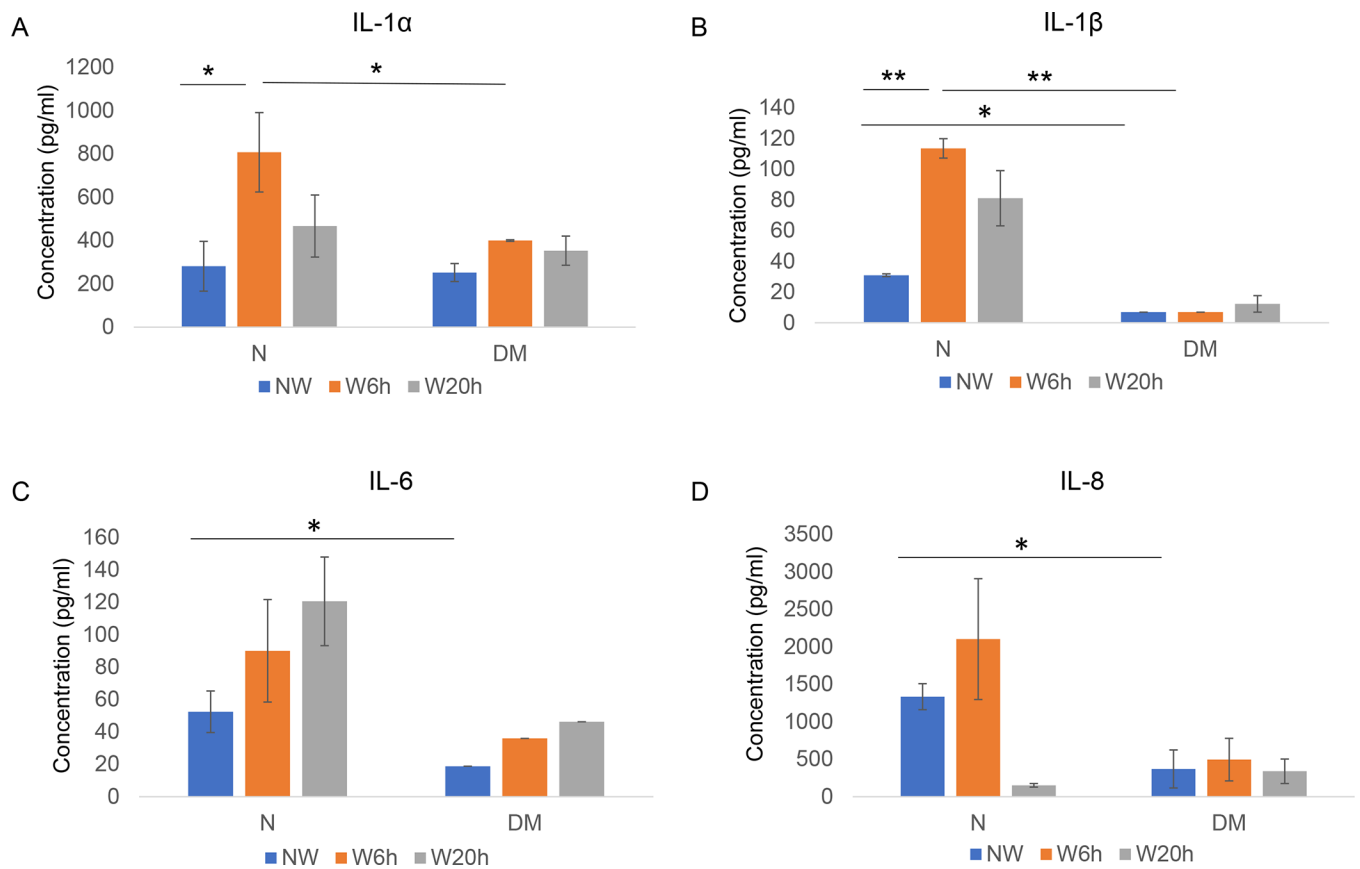 A
IL-1α
Concentration (pg/ml)
1200
1000
800
600
400
200
0
*
*
N
DM
NW W6h W20h
B
IL-1β
Concentration (pg/ml)
140
120
100
80
60
40
20
0
**
**
*
N
DM
NW W6h W20h
C
IL-6
Concentration (pg/ml)
160
140
120
100
80
60
40
20
0
*
N
DM
NW W6h W20h
D
IL-8
Concentration (pg/ml)
3500
3000
2500
2000
1500
1000
500
0
*
N
DM
NW W6h W20h